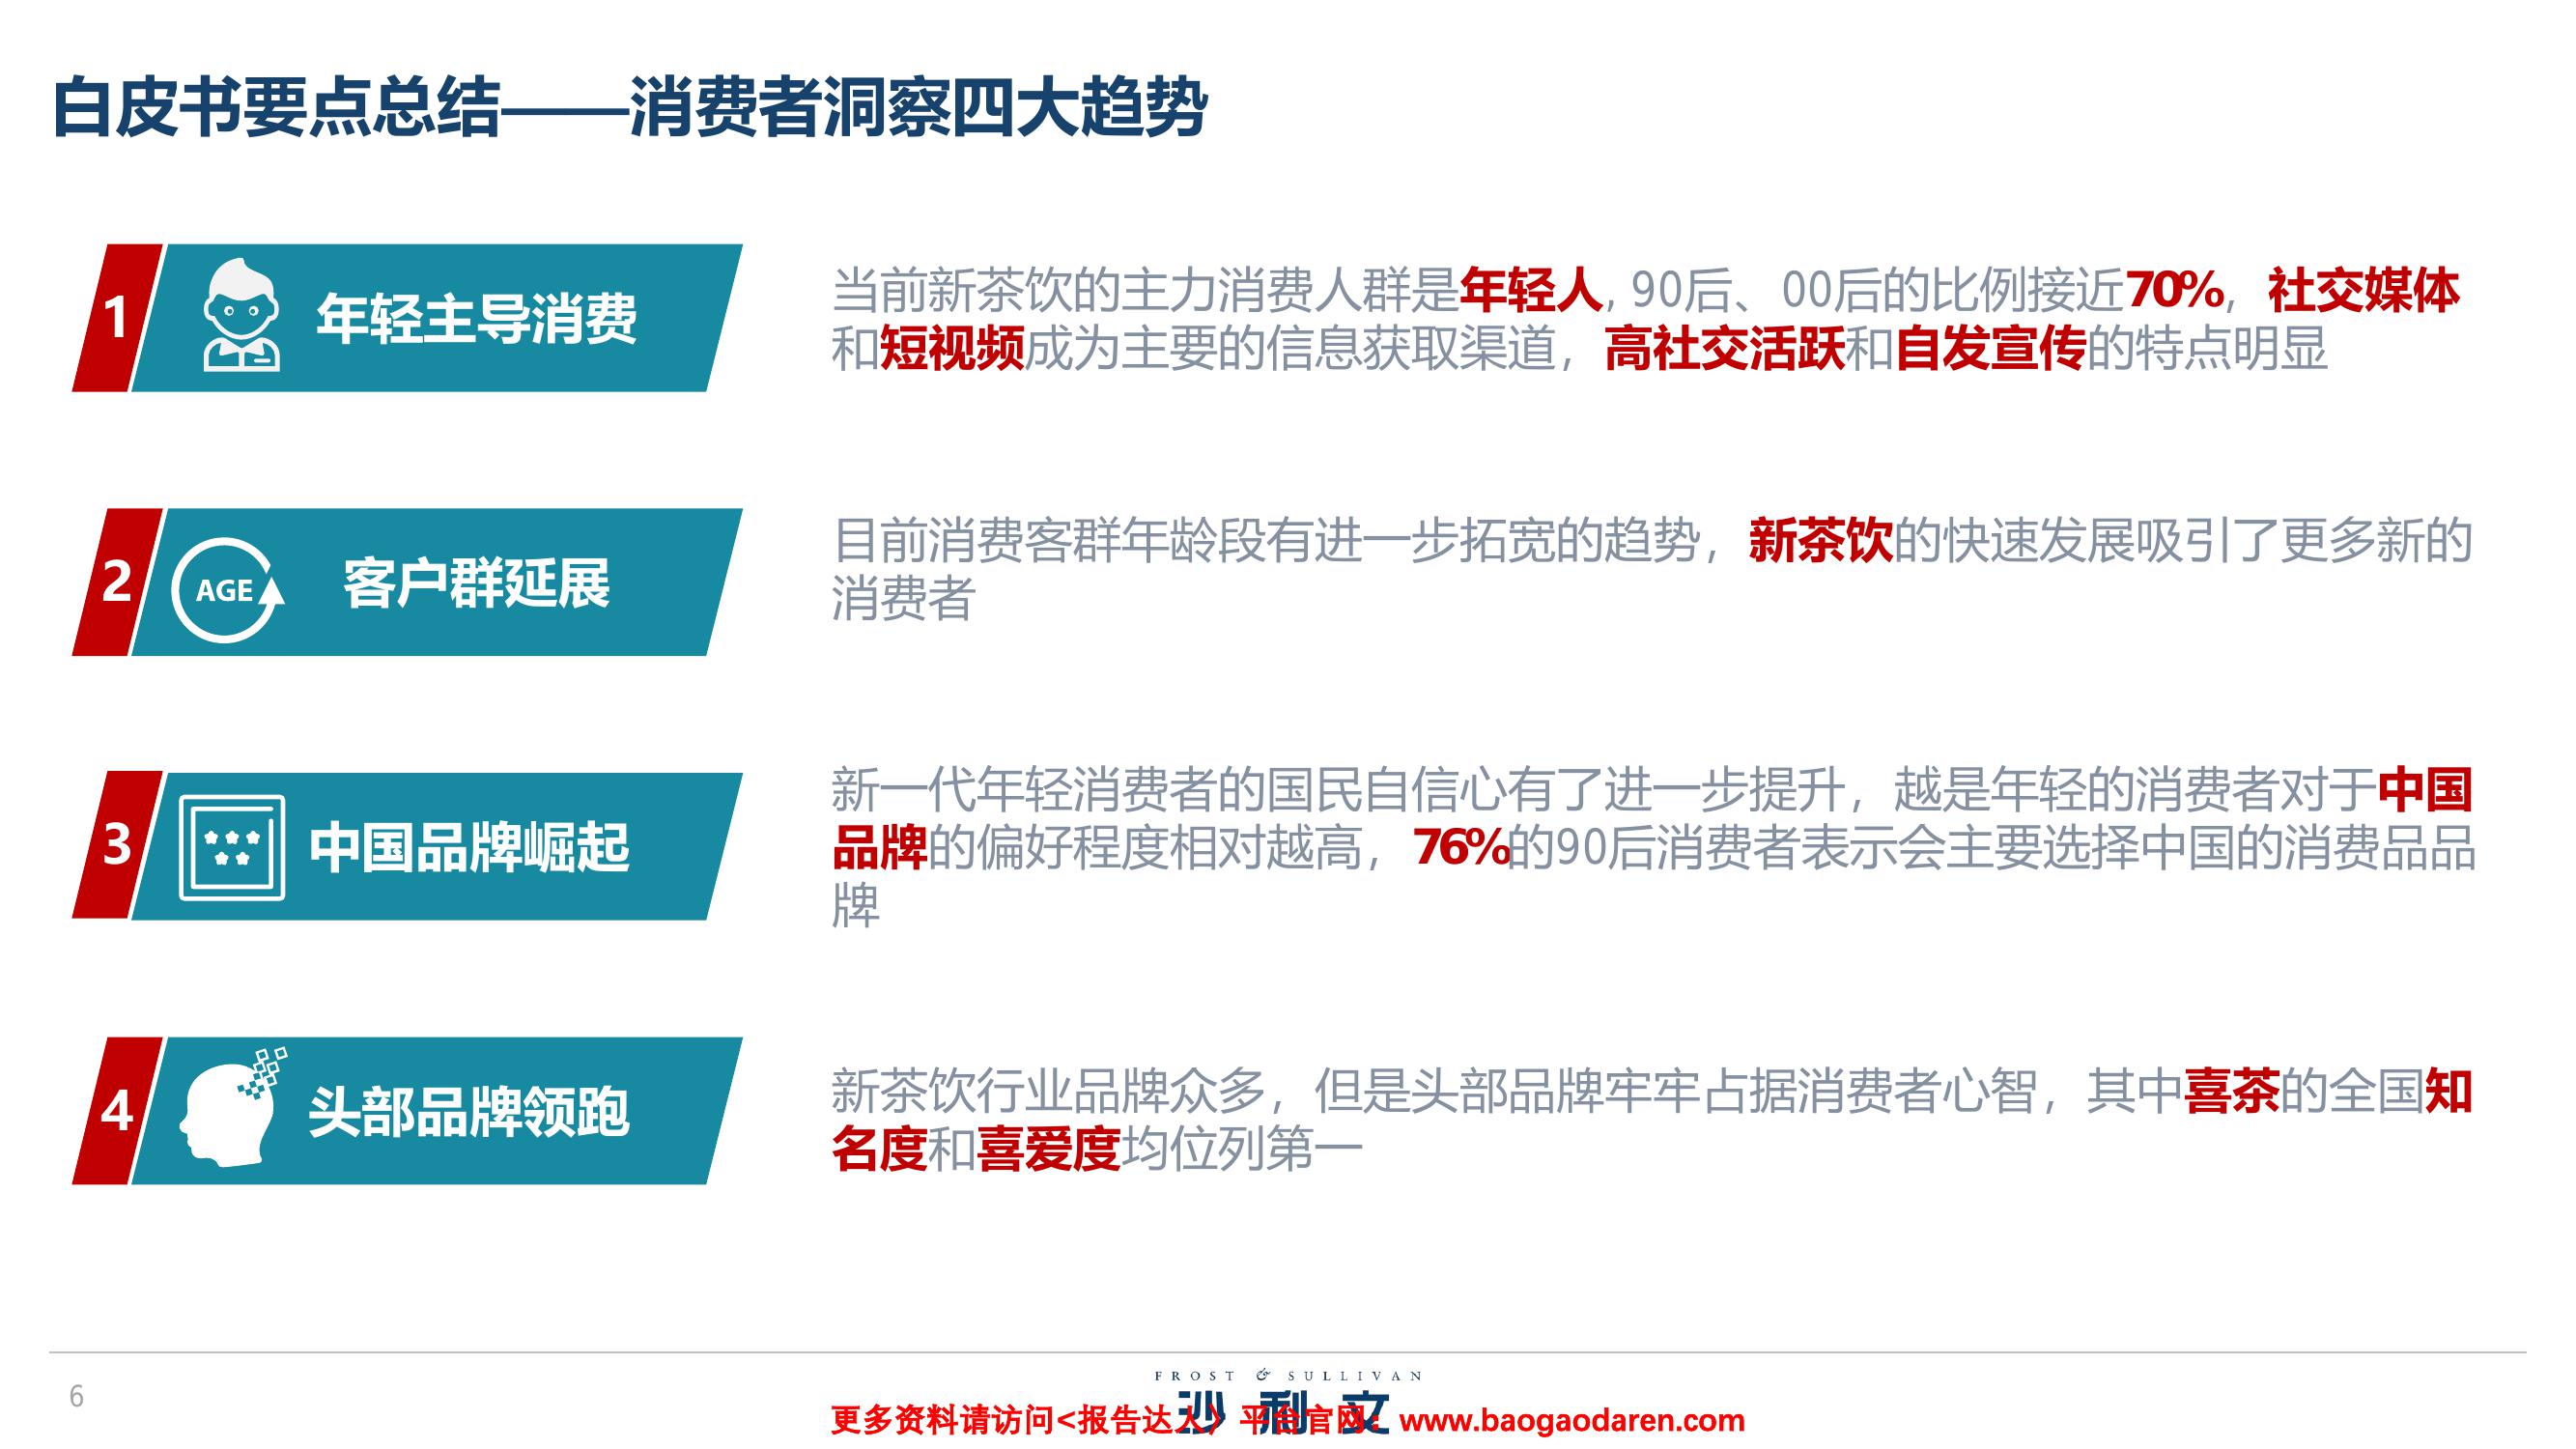 白皮书要点总结——消费者洞察四大趋势
1
年轻主导消费
当前新茶饮的主力消费人群是年轻人, 90后、00后的比例接近70%，社交媒体
和短视频成为主要的信息获取渠道，高社交活跃和自发宣传的特点明显
2
AGE
客户群延展
目前消费客群年龄段有进一步拓宽的趋势，新茶饮的快速发展吸引了更多新的
消费者
3
中国品牌崛起
新一代年轻消费者的国民自信心有了进一步提升，越是年轻的消费者对于中国
品牌的偏好程度相对越高，76%的90后消费者表示会主要选择中国的消费品品
牌
4
头部品牌领跑
新茶饮行业品牌众多，但是头部品牌牢牢占据消费者心智，其中喜茶的全国知
名度和喜爱度均位列第一
6
FROST & SULLIVAN
沙利文
更多资料请访问<报告达人>平台官网：www.baogaodaren.com